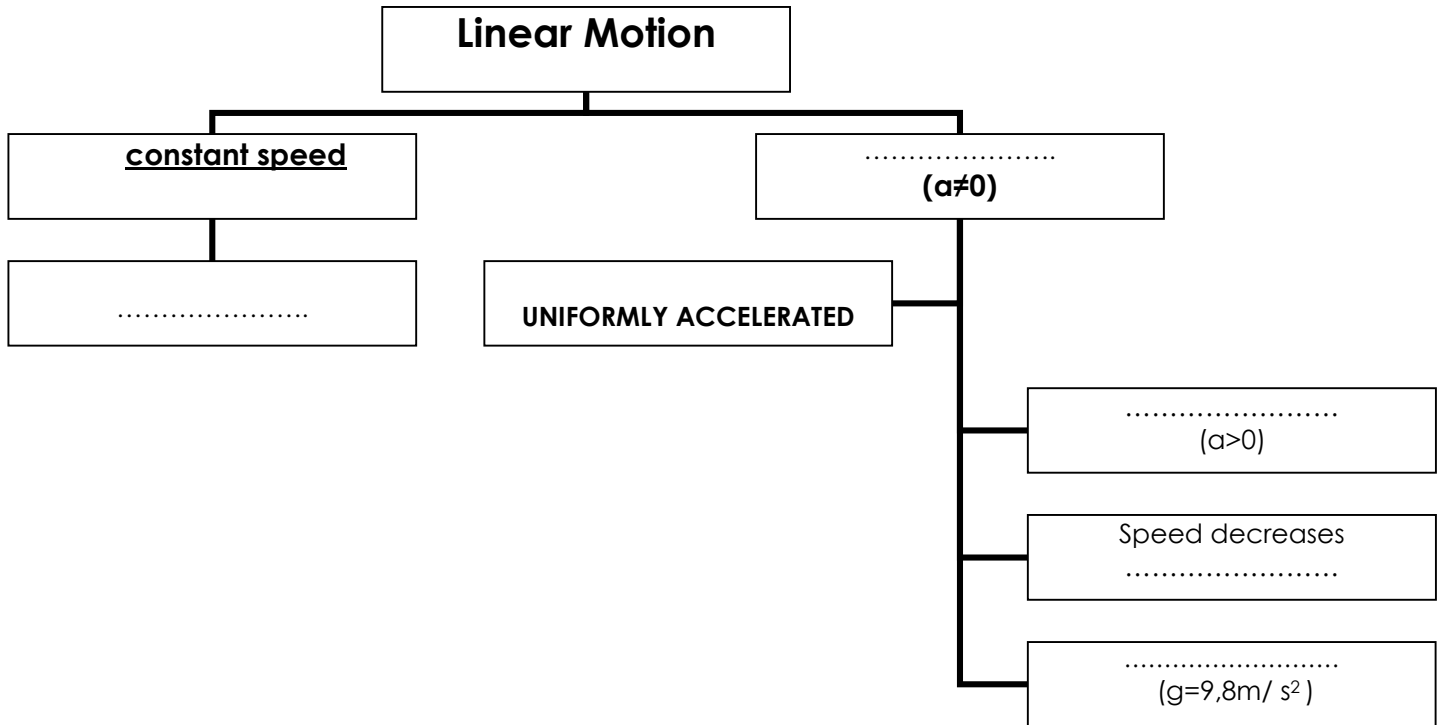 Linear Motion
constant speed
…………………….
(a≠0)
………………….
UNIFORMLY ACCELERATED
……………………
(a>0)
Speed decreases
……………………
………………………..
(g=9,8m/ s² )